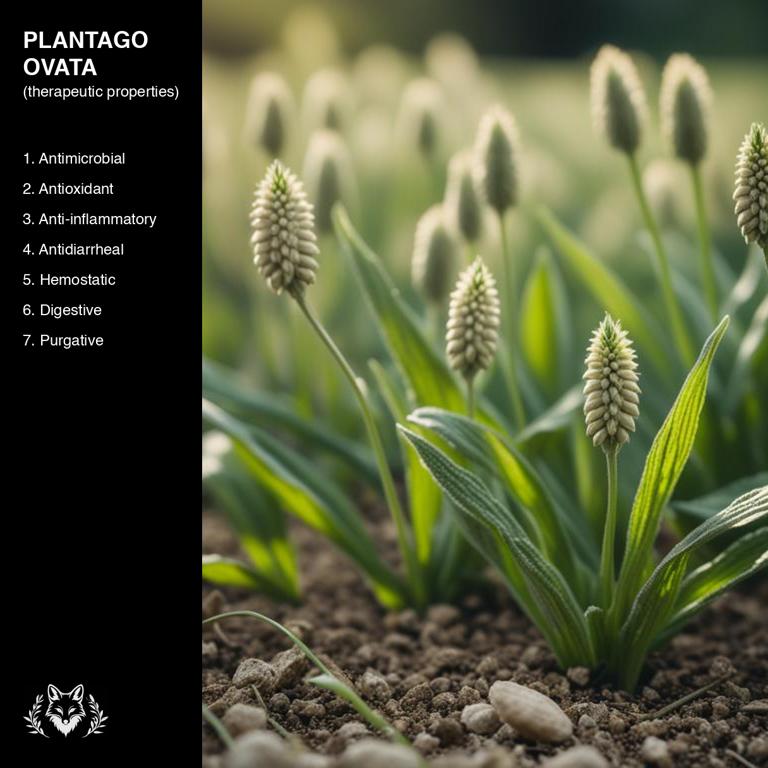 PLANTAGO
OVATA
(therapeutic properties)
1. Antimicrobial
2. Antioxidant
3. Anti-inflammatory
4. Antidiarrheal
5. Hemostatic
6. Digestive
7. Purgative